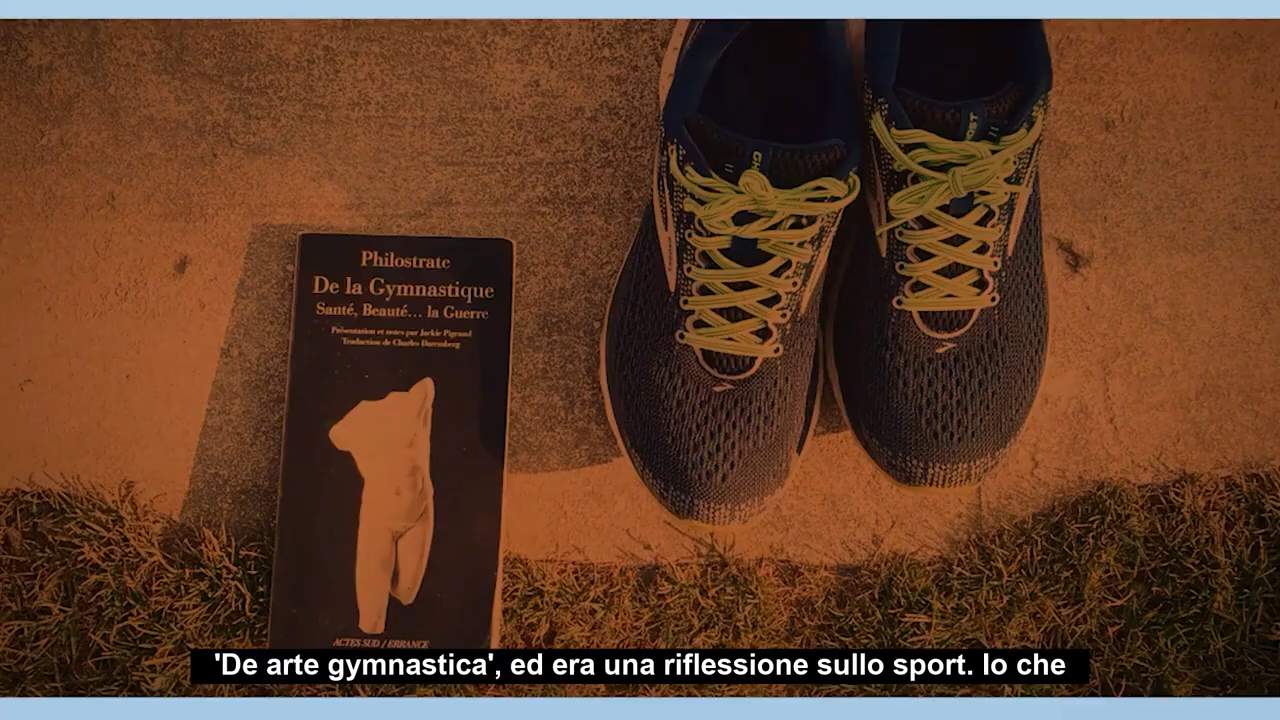 Philostrate
De la Gymnastique
Santé, Beauté... la Guerre
Présentation et notes par Jackie Pigeaud
Traduction de Charles Daremberg
ACTES SUD / ERRANCE
'De arte gymnastica', ed era una riflessione sullo sport. Io che